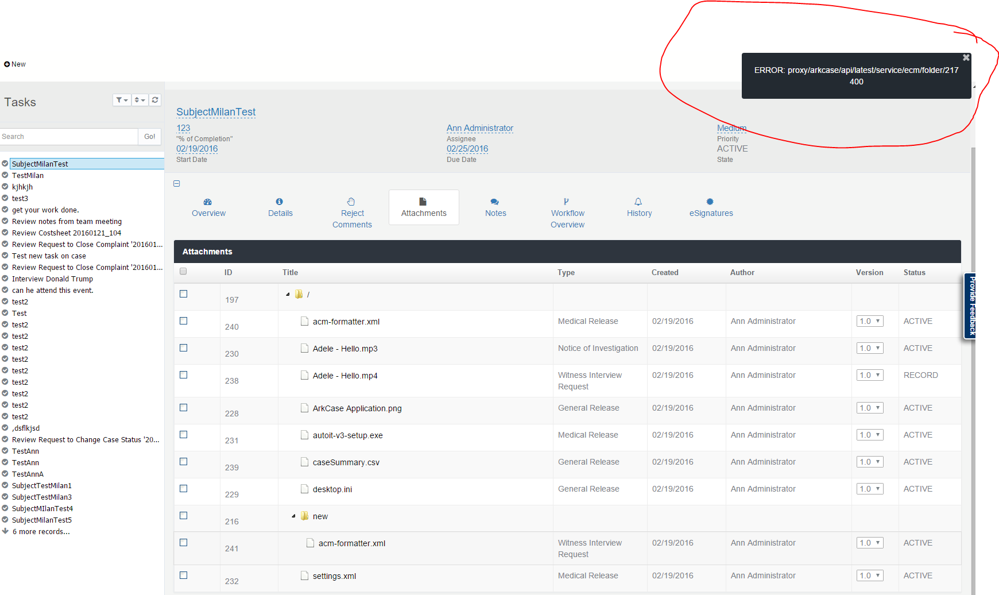 New
ERROR: proxy/arkcase/api/latest/service/ecm/folder/217
400
Tasks
Search
Go!
SubjectMilanTest
TestMilan
kjhkjh
test3
get your work done.
Review notes from team meeting
Review Costsheet 20160121_104
Review Request to Close Complaint '201601...
Test new task on case
Review Request to Close Complaint '201601...
Interview Donald Trump
can he attend this event.
test2
Test
test2
test2
test2
test2
test2
test2
test2
test2
test2
,dsflkjsd
Review Request to Change Case Status '20...
TestAnn
TestAnn
TestAnnA
SubjectTestMilan1
SubjectTestMilan3
SubjectMIlanTest4
SubjectMilanTest5
6 more records...
SubjectMilanTest
123 Ann Administrator Medium
"% of Completion" Assignee Priority
02/19/2016 02/25/2016 ACTIVE
Start Date Due Date State
Overview Details Reject Comments Attachments Notes Workflow Overview History eSignatures
Attachments
ID Title Type Created Author Version Status
197 /
240 acm-formatter.xml Medical Release 02/19/2016 Ann Administrator 1.0 ACTIVE
230 Adele - Hello.mp3 Notice of Investigation 02/19/2016 Ann Administrator 1.0 ACTIVE
238 Adele - Hello.mp4 Witness Interview Request 02/19/2016 Ann Administrator 1.0 RECORD
228 ArkCase Application.png General Release 02/19/2016 Ann Administrator 1.0 ACTIVE
231 autoit-v3-setup.exe Medical Release 02/19/2016 Ann Administrator 1.0 ACTIVE
239 caseSummary.csv General Release 02/19/2016 Ann Administrator 1.0 ACTIVE
229 desktop.ini General Release 02/19/2016 Ann Administrator 1.0 ACTIVE
216 new
241 acm-formatter.xml Witness Interview Request 02/19/2016 Ann Administrator 1.0 ACTIVE
232 settings.xml Medical Release 02/19/2016 Ann Administrator 1.0 ACTIVE
Provide Feedback